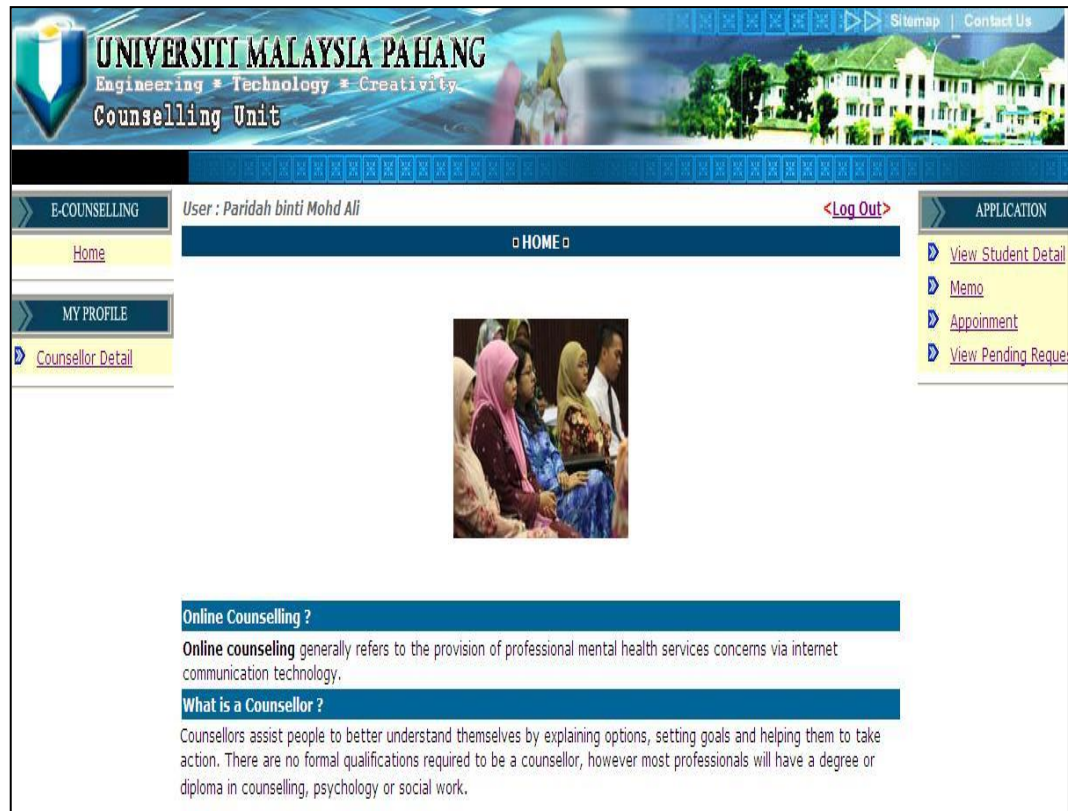 Sitemap | Contact Us
UNIVERSITI MALAYSIA PAHANG
Engineering * Technology * Creativity
Counselling Unit
E-COUNSELLING
Home
MY PROFILE
Counsellor Detail
User : Paridah binti Mohd Ali
<Log Out>
HOME
Online Counselling ?
Online counseling generally refers to the provision of professional mental health services concerns via internet
communication technology.
What is a Counsellor ?
Counsellors assist people to better understand themselves by explaining options, setting goals and helping them to take
action. There are no formal qualifications required to be a counsellor, however most professionals will have a degree or
diploma in counselling, psychology or social work.
APPLICATION
View Student Detail
Memo
Appoinment
View Pending Reques